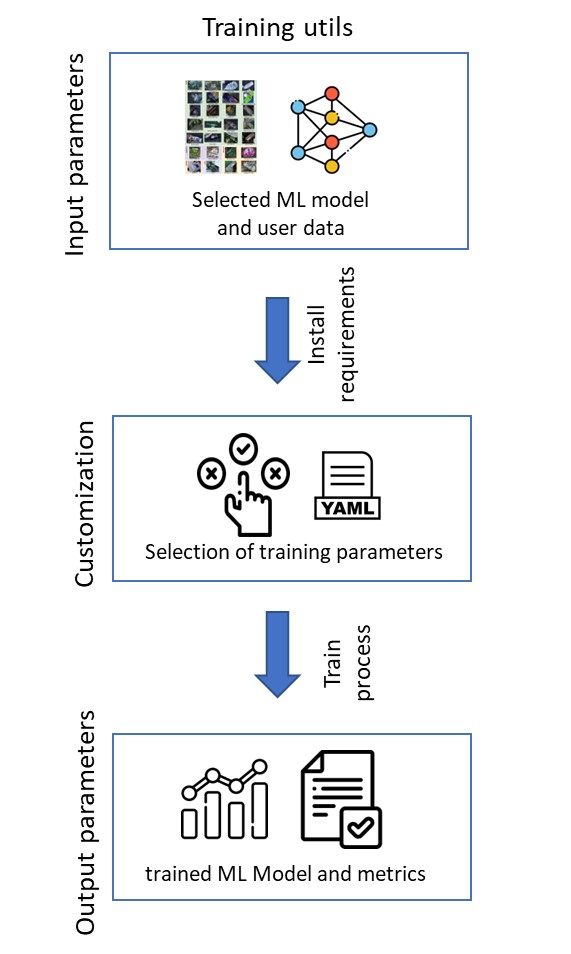 Training utils
Input parameters
Selected ML model
and user data
Install
requirements
Customization
YAML
Selection of training parameters
Train
process
Output parameters
trained ML Model and metrics